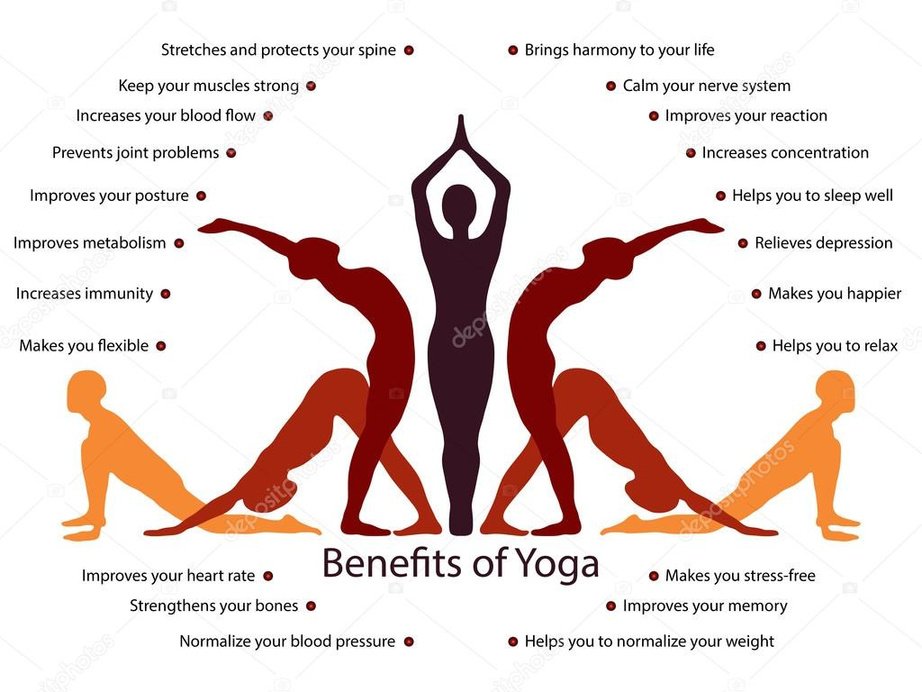 Stretches and protects your spine
Brings harmony to your life
Keep your muscles strong
Calm your nerve system
Increases your blood flow
Improves your reaction
Prevents joint problems
Increases concentration
Improves your posture
Helps you to sleep well
Improves metabolism
Relieves depression
Increases immunity
Makes you happier
Makes you flexible
Helps you to relax
Benefits of Yoga
Improves your heart rate
Makes you stress-free
Strengthens your bones
Improves your memory
Normalize your blood pressure
Helps you to normalize your weight
depositphotos
depositphotos
depositphotos